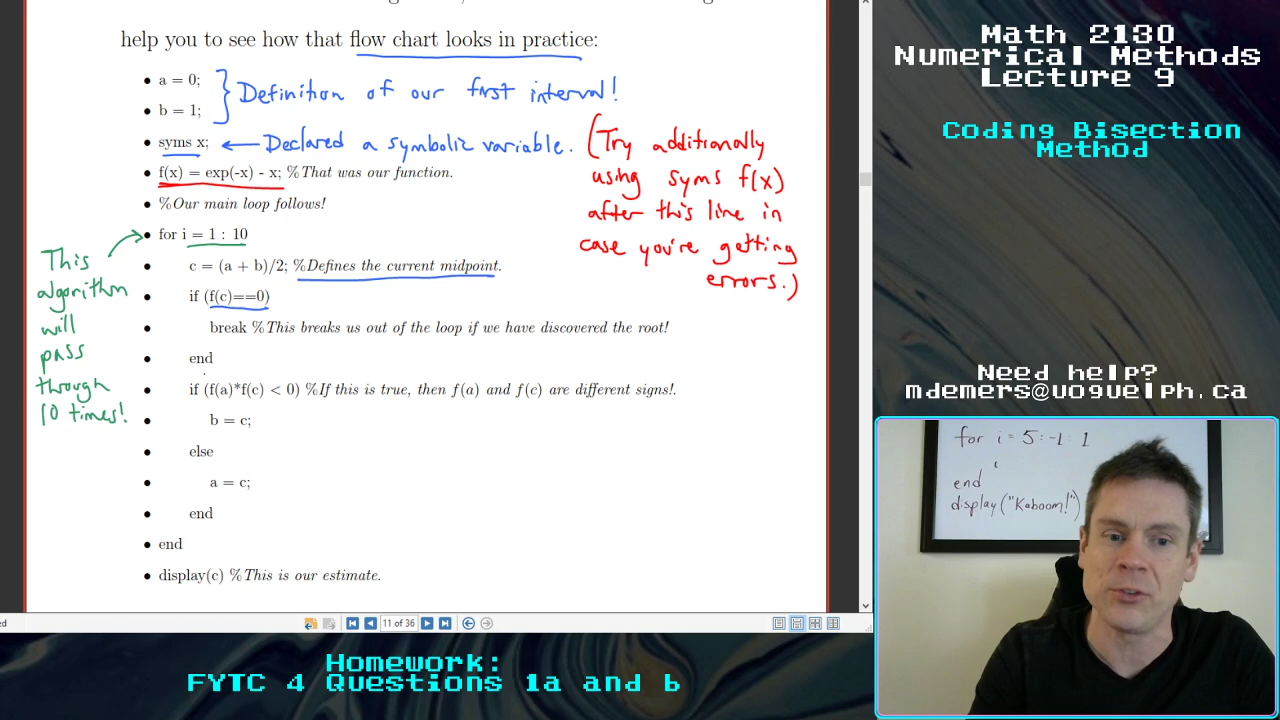 help you to see how that flow chart looks in practice:
• a = 0;
• b = 1;
Definition of our first interval!
• syms x;
← Declared a symbolic variable.
(Try additionally
using syms f(x)
after this line in
case you're getting
errors.)
• f(x) = exp(-x) - x; %That was our function.
• %Our main loop follows!
• for i = 1 : 10
This
algorithm
will
pass
through
10 times!
• c = (a + b)/2; %Defines the current midpoint.
• if (f(c)==0)
• break %This breaks us out of the loop if we have discovered the root!
• end
• if (f(a)*f(c) < 0) %If this is true, then f(a) and f(c) are different signs!.
• b = c;
• else
• a = c;
• end
• end
• display(c) %This is our estimate.
11 of 36
Math 2130
Numerical Methods
Lecture 9
Coding Bisection
Method
Need help?
mdemers@uoguelph.ca
for i = 5 : -1 : 1
i
end
display("Kaboom!")
Homework:
FYTC 4 Questions 1a and b